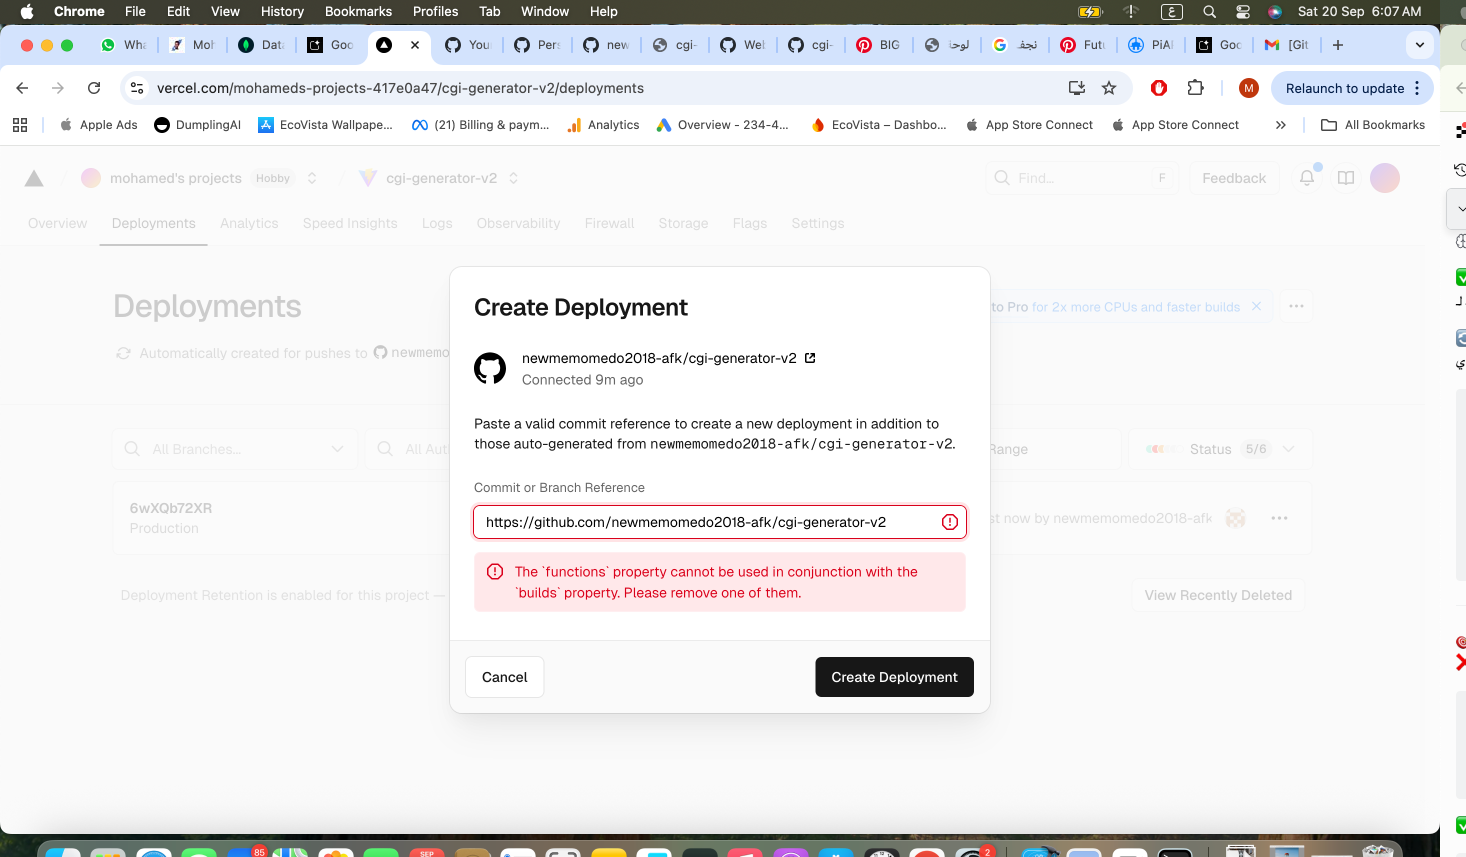 Chrome File Edit View History Bookmarks Profiles Tab Window Help Sat 20 Sep 6:07 AM
Wha Moh Data Goo You Pers new cgi- Web cgi- BIG لوحا نجف Futu PiAI Goo [Git
vercel.com/mohameds-projects-417e0a47/cgi-generator-v2/deployments M Relaunch to update
Apple Ads DumplingAI EcoVista Wallpape... (21) Billing & paym... Analytics Overview - 234-4... EcoVista – Dashbo... App Store Connect App Store Connect All Bookmarks
mohamed's projects Hobby cgi-generator-v2 Find... F Feedback
Overview Deployments Analytics Speed Insights Logs Observability Firewall Storage Flags Settings
Deployments
to Pro for 2x more CPUs and faster builds
Automatically created for pushes to newmemo
Create Deployment
newmemomedo2018-afk/cgi-generator-v2
Connected 9m ago
Paste a valid commit reference to create a new deployment in addition to
those auto-generated from newmemomedo2018-afk/cgi-generator-v2.
All Branches... All Aut Range Status 5/6
Commit or Branch Reference
6wXQb72XR
Production
https://github.com/newmemomedo2018-afk/cgi-generator-v2
st now by newmemomedo2018-afk
The `functions` property cannot be used in conjunction with the
`builds` property. Please remove one of them.
Deployment Retention is enabled for this project —
View Recently Deleted
Cancel Create Deployment
85
SEP
2